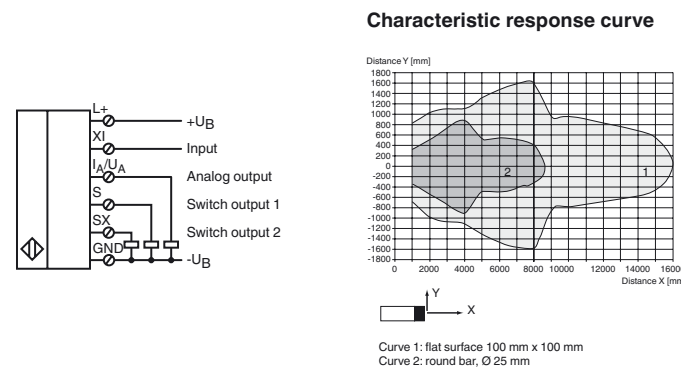 Characteristic response curve
Distance Y [mm]
1800
1600
1400
1200
1000
800
600
400
200
0
-200
-400
-600
-800
-1000
-1200
-1400
-1600
-1800
0 2000 4000 6000 8000 10000 12000 14000 1600
Distance X [mm
2
1
Y
X
Curve 1: flat surface 100 mm x 100 mm
Curve 2: round bar, Ø 25 mm
L+
+UB
XI
Input
IA/UA
Analog output
S
Switch output 1
SX
Switch output 2
GND
-UB